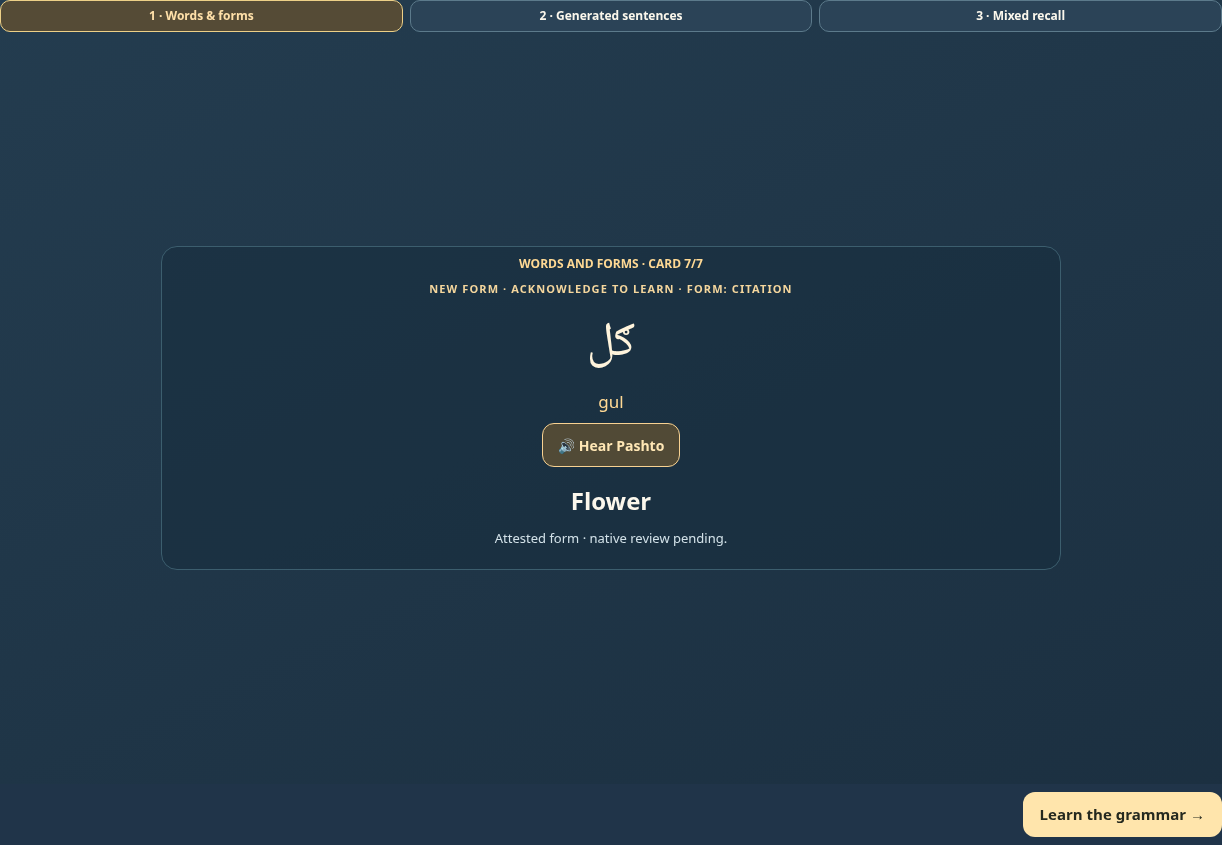 1 · Words & forms
2 · Generated sentences
3 · Mixed recall
WORDS AND FORMS · CARD 7/7
NEW FORM · ACKNOWLEDGE TO LEARN · FORM: CITATION
ګل
gul
🔊 Hear Pashto
Flower
Attested form · native review pending.
Learn the grammar →